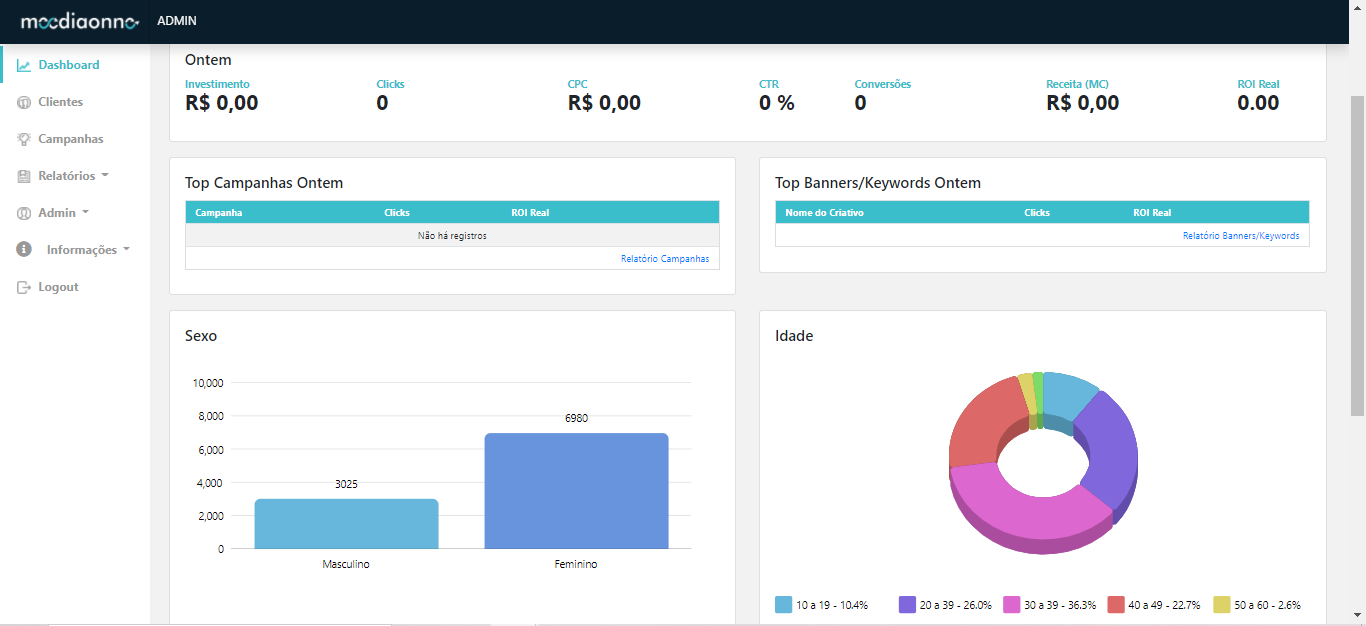 moediaonne ADMIN
Dashboard
Clientes
Campanhas
Relatórios
Admin
Informações
Logout
Ontem
Investimento Clicks CPC CTR Conversões Receita (MC) ROI Real
R$ 0,00 0 R$ 0,00 0 % 0 R$ 0,00 0.00
Top Campanhas Ontem
Campanha Clicks ROI Real
Não há registros
Relatório Campanhas
Top Banners/Keywords Ontem
Nome do Criativo Clicks ROI Real
Relatório Banners/Keywords
Sexo
10,000
8,000
6,000
4,000
2,000
0
3025
6980
Masculino Feminino
Idade
10 a 19 - 10.4% 20 a 39 - 26.0% 30 a 39 - 36.3% 40 a 49 - 22.7% 50 a 60 - 2.6%